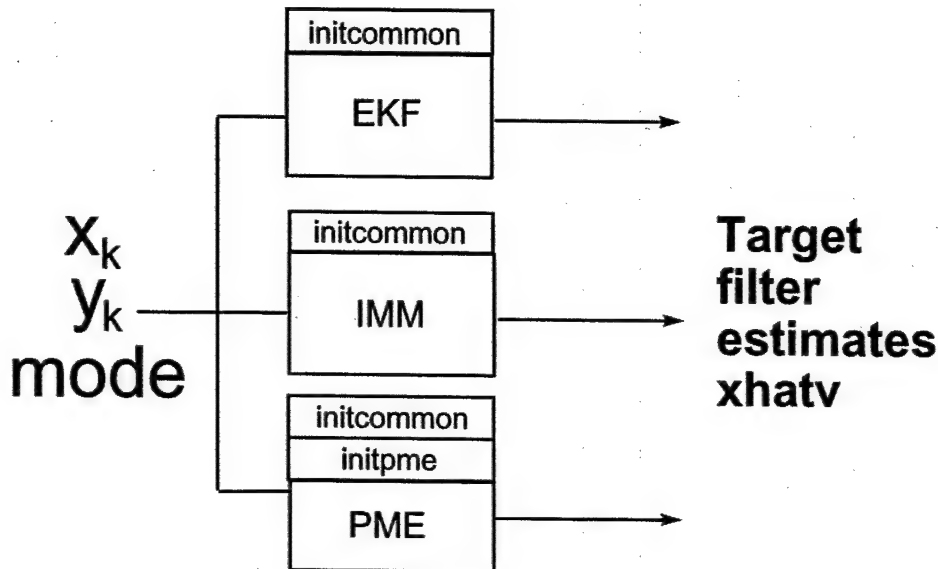 initcommon
EKF
x_k
y_k
mode
initcommon
IMM
initcommon
initpme
PME
Target
filter
estimates
xhatv